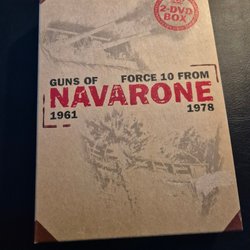 2-DVD
BOX
GUNS OF FORCE 10 FROM
NAVARONE
1961 1978